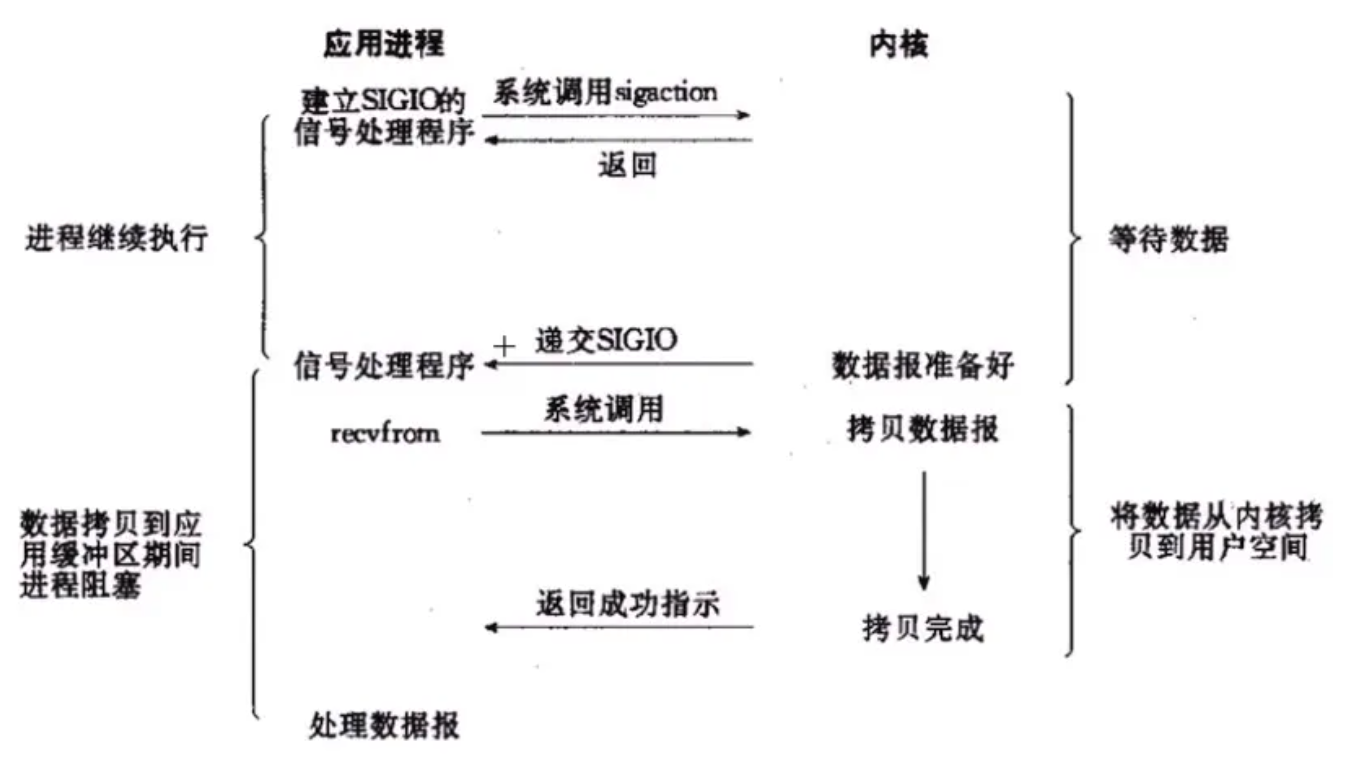 应用进程
内核
建立SIGIO的
信号处理程序
系统调用sigaction
返回
进程继续执行
等待数据
递交SIGIO
信号处理程序
数据报准备好
系统调用
recvfrom
拷贝数据报
数据拷贝到应
用缓冲区期间
进程阻塞
将数据从内核拷
贝到用户空间
返回成功指示
拷贝完成
处理数据报